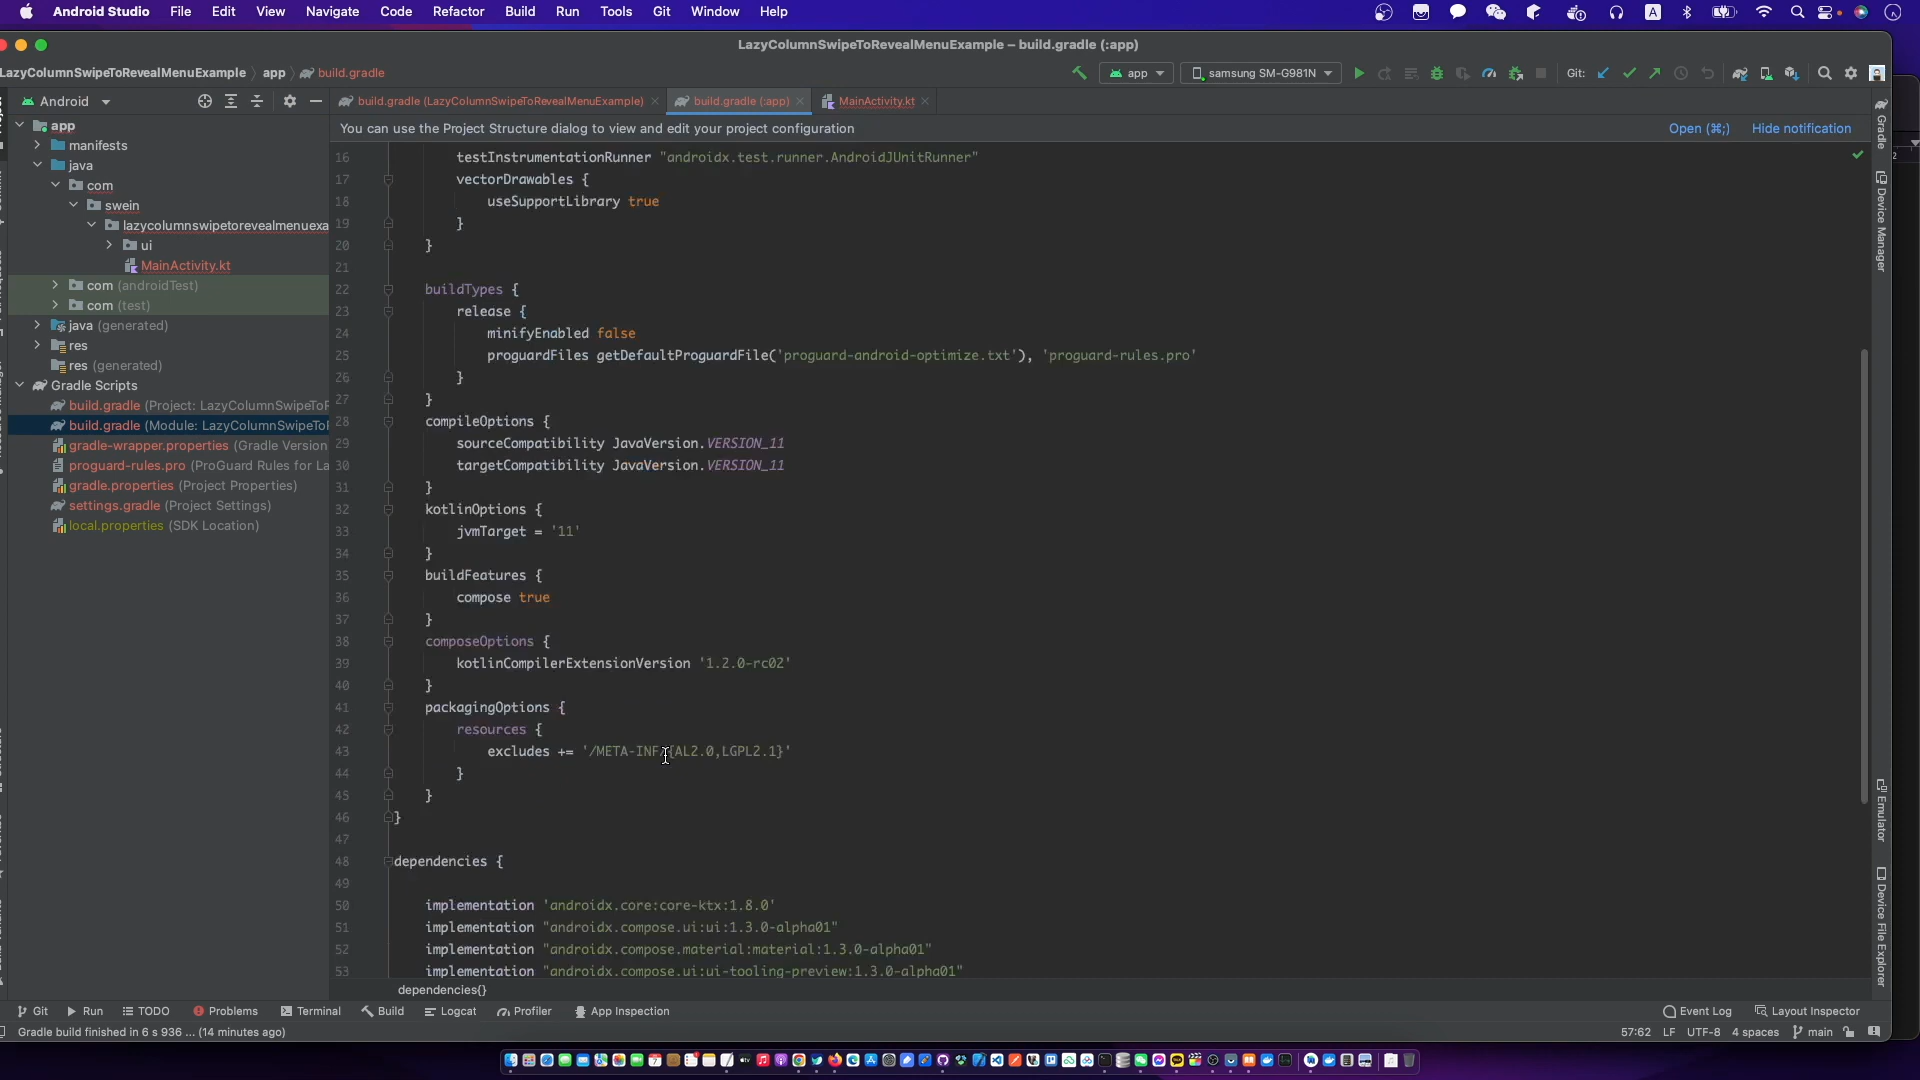 Android Studio File Edit View Navigate Code Refactor Build Run Tools Git Window Help
LazyColumnSwipeToRevealMenuExample – build.gradle (:app)
LazyColumnSwipeToRevealMenuExample app build.gradle
app samsung SM-G981N Git:
Android
build.gradle (LazyColumnSwipeToRevealMenuExample) build.gradle (:app) MainActivity.kt
You can use the Project Structure dialog to view and edit your project configuration Open (⌘;) Hide notification
app
manifests
java
com
swein
lazycolumnswipetorevealmenuexa
ui
MainActivity.kt
com (androidTest)
com (test)
java (generated)
res
res (generated)
Gradle Scripts
build.gradle (Project: LazyColumnSwipeToR
build.gradle (Module: LazyColumnSwipeToR
gradle-wrapper.properties (Gradle Version
proguard-rules.pro (ProGuard Rules for La
gradle.properties (Project Properties)
settings.gradle (Project Settings)
local.properties (SDK Location)
16 testInstrumentationRunner "androidx.test.runner.AndroidJUnitRunner"
17 vectorDrawables {
18 useSupportLibrary true
19 }
20 }
21
22 buildTypes {
23 release {
24 minifyEnabled false
25 proguardFiles getDefaultProguardFile('proguard-android-optimize.txt'), 'proguard-rules.pro'
26 }
27 }
28 compileOptions {
29 sourceCompatibility JavaVersion.VERSION_11
30 targetCompatibility JavaVersion.VERSION_11
31 }
32 kotlinOptions {
33 jvmTarget = '11'
34 }
35 buildFeatures {
36 compose true
37 }
38 composeOptions {
39 kotlinCompilerExtensionVersion '1.2.0-rc02'
40 }
41 packagingOptions {
42 resources {
43 excludes += '/META-INF/{AL2.0,LGPL2.1}'
44 }
45 }
46 }
47
48 dependencies {
49
50 implementation 'androidx.core:core-ktx:1.8.0'
51 implementation "androidx.compose.ui:ui:1.3.0-alpha01"
52 implementation "androidx.compose.material:material:1.3.0-alpha01"
53 implementation "androidx.compose.ui:ui-tooling-preview:1.3.0-alpha01"
dependencies{}
Gradle
Device Manager
Emulator
Device File Explorer
Git Run TODO Problems Terminal Build Logcat Profiler App Inspection Event Log Layout Inspector
Gradle build finished in 6 s 936 ... (14 minutes ago) 57:62 LF UTF-8 4 spaces main